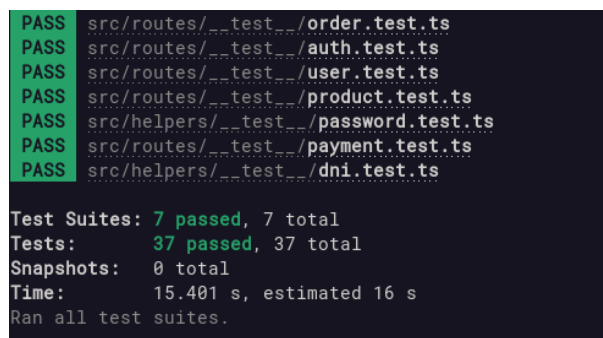 PASS src/routes/__test__/order.test.ts
PASS src/routes/__test__/auth.test.ts
PASS src/routes/__test__/user.test.ts
PASS src/routes/__test__/product.test.ts
PASS src/helpers/__test__/password.test.ts
PASS src/routes/__test__/payment.test.ts
PASS src/helpers/__test__/dni.test.ts
Test Suites: 7 passed, 7 total
Tests: 37 passed, 37 total
Snapshots: 0 total
Time: 15.401 s, estimated 16 s
Ran all test suites.